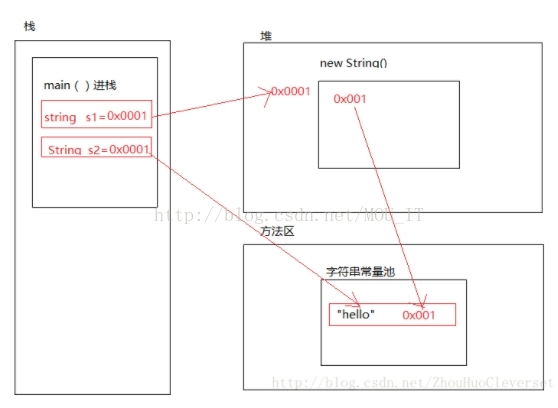 栈
main（ ）进栈
string s1=0x0001
String s2=0x0001
堆
new String()
0x0001
0x001
http://blog.csdn.net/MOU_IT
方法区
字符串常量池
"hello" 0x001
http://blog.csdn.net/ZhouHuoCleverset